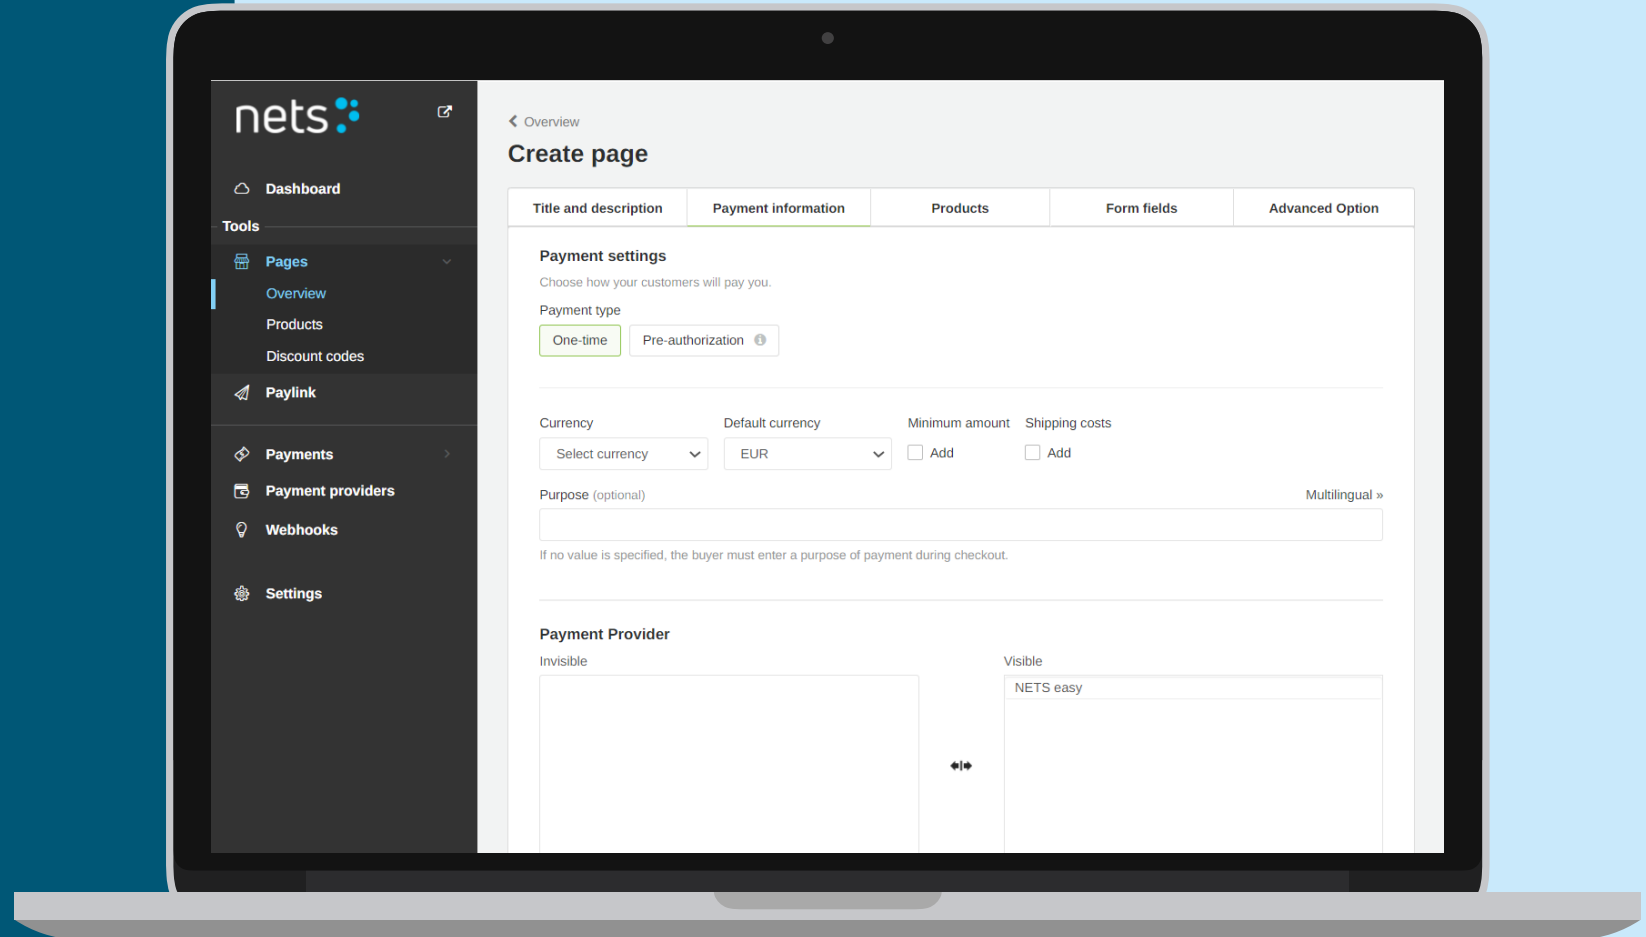 nets
Dashboard
Tools
Pages
Overview
Products
Discount codes
Paylink
Payments
Payment providers
Webhooks
Settings
Overview
Create page
Title and description
Payment information
Products
Form fields
Advanced Option
Payment settings
Choose how your customers will pay you.
Payment type
One-time
Pre-authorization
Currency
Default currency
Minimum amount
Shipping costs
Select currency
EUR
Add
Add
Purpose (optional)
Multilingual »
If no value is specified, the buyer must enter a purpose of payment during checkout.
Payment Provider
Invisible
Visible
NETS easy